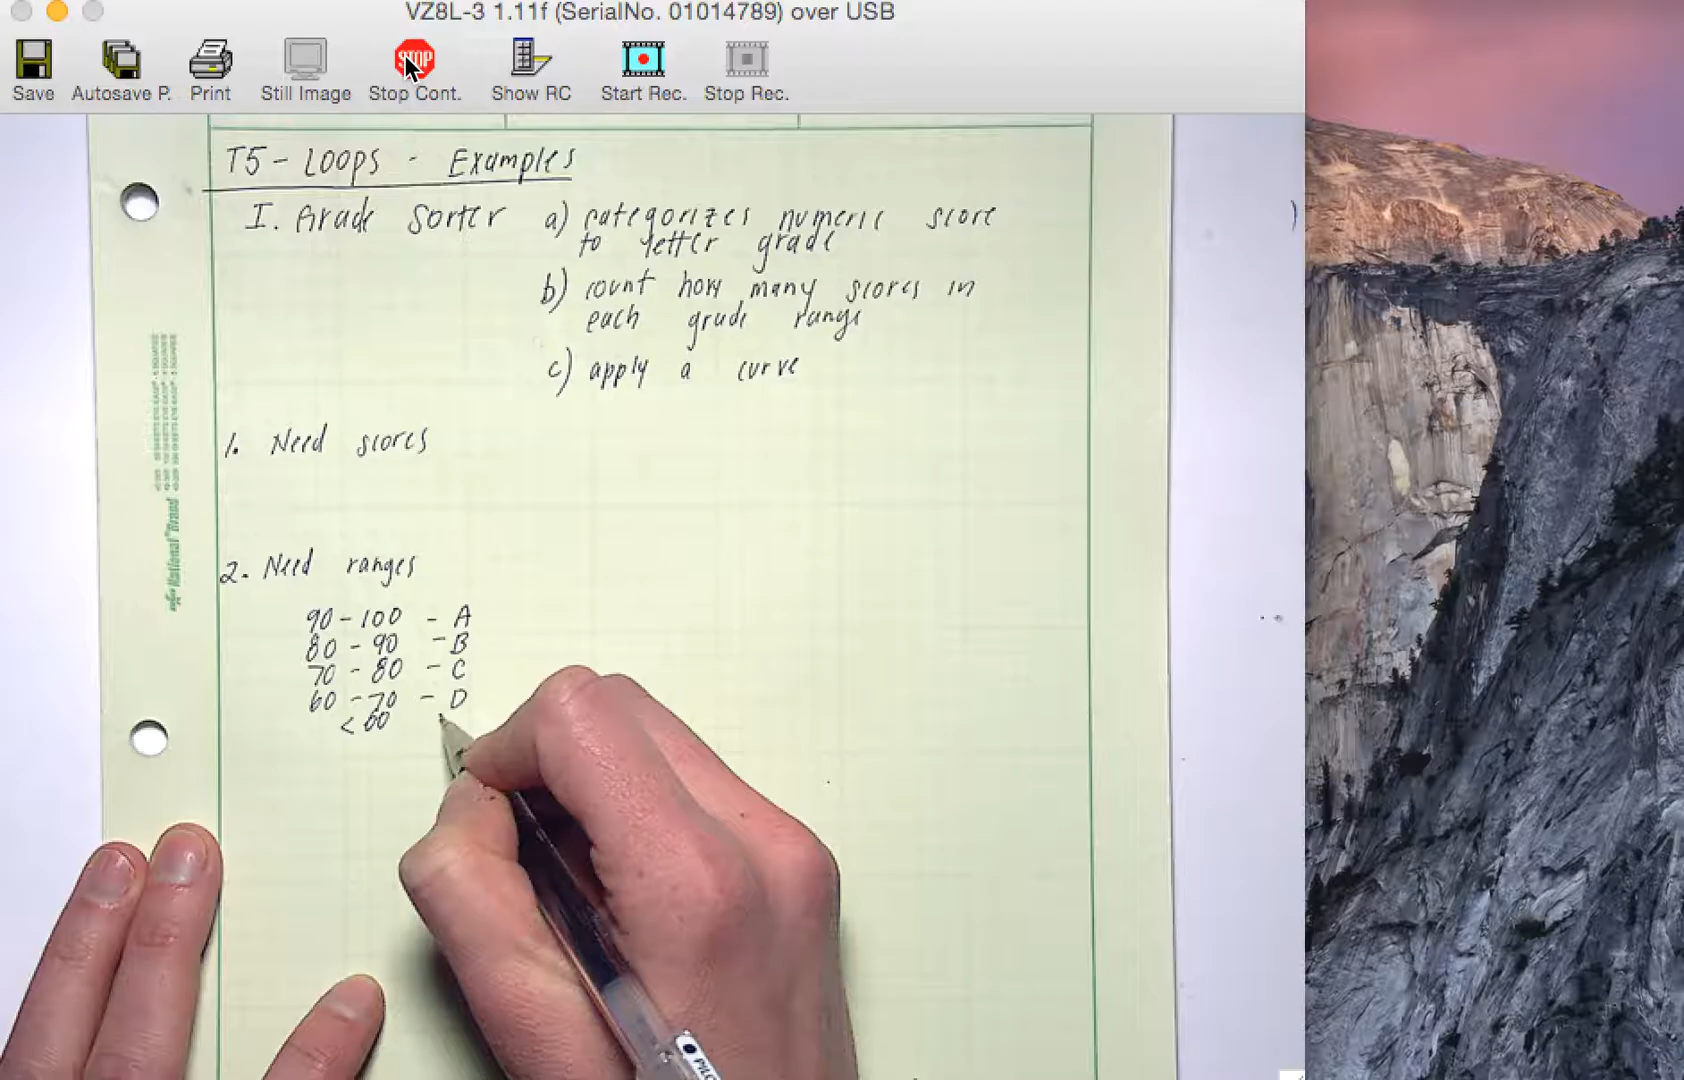 VZ8L-3 1.11f (SerialNo. 01014789) over USB
Save Autosave P. Print Still Image Stop Cont. Show RC Start Rec. Stop Rec.
STOP
T5 - Loops - Examples
I. Grade Sorter a) categorizes numeric score
to letter grade
b) count how many scores in
each grade range
c) apply a curve
1. Need scores
2. Need ranges
90 - 100 - A
80 - 90 - B
70 - 80 - C
60 - 70 - D
< 60
National Brand